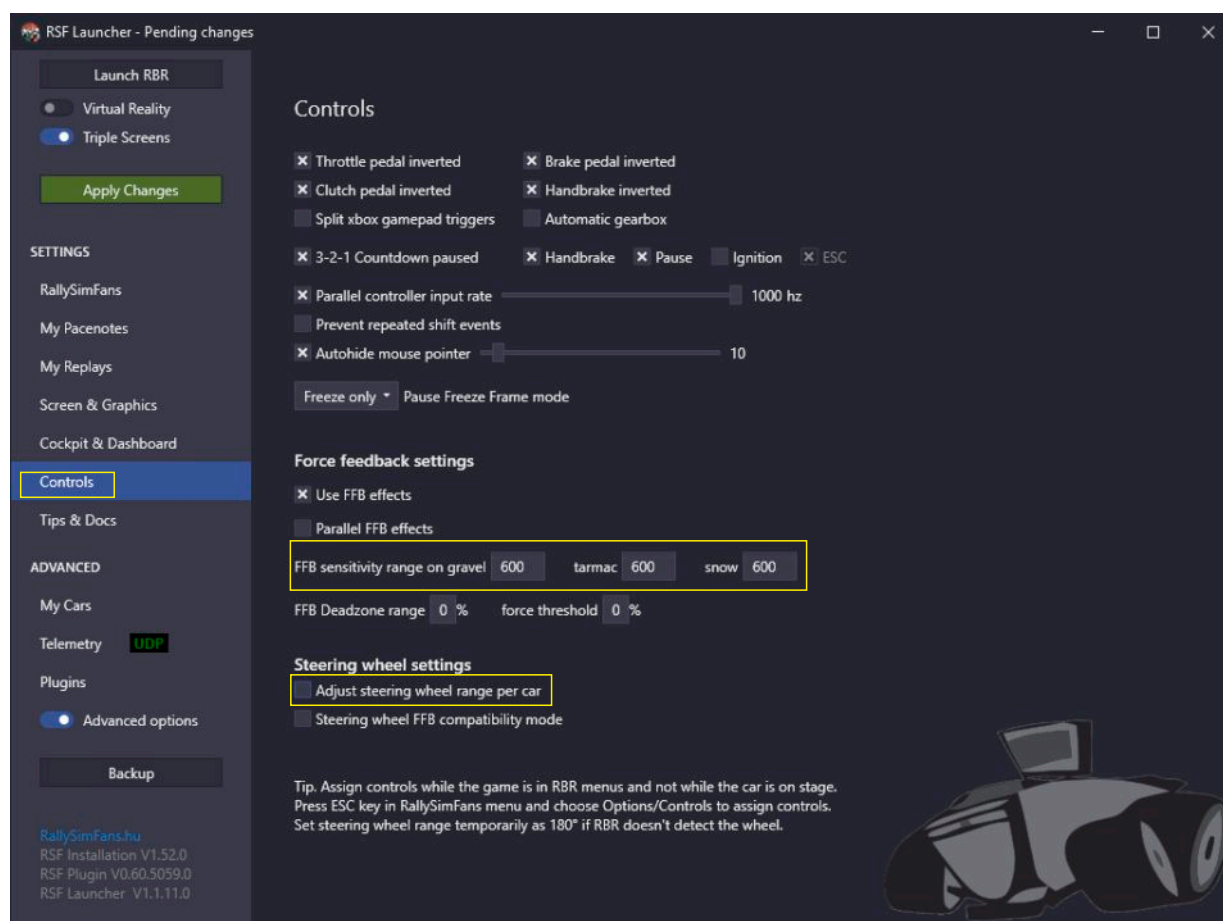 RSF Launcher - Pending changes
Launch RBR
Virtual Reality
Triple Screens
Apply Changes
SETTINGS
RallySimFans
My Pacenotes
My Replays
Screen & Graphics
Cockpit & Dashboard
Controls
Tips & Docs
ADVANCED
My Cars
Telemetry UDP
Plugins
Advanced options
Backup
RallySimFans.hu
RSF Installation V1.52.0
RSF Plugin V0.60.5059.0
RSF Launcher V1.1.11.0
Controls
Throttle pedal inverted Brake pedal inverted
Clutch pedal inverted Handbrake inverted
Split xbox gamepad triggers Automatic gearbox
3-2-1 Countdown paused Handbrake Pause Ignition ESC
Parallel controller input rate 1000 hz
Prevent repeated shift events
Autohide mouse pointer 10
Freeze only Pause Freeze Frame mode
Force feedback settings
Use FFB effects
Parallel FFB effects
FFB sensitivity range on gravel 600 tarmac 600 snow 600
FFB Deadzone range 0 % force threshold 0 %
Steering wheel settings
Adjust steering wheel range per car
Steering wheel FFB compatibility mode
Tip. Assign controls while the game is in RBR menus and not while the car is on stage.
Press ESC key in RallySimFans menu and choose Options/Controls to assign controls.
Set steering wheel range temporarily as 180° if RBR doesn't detect the wheel.